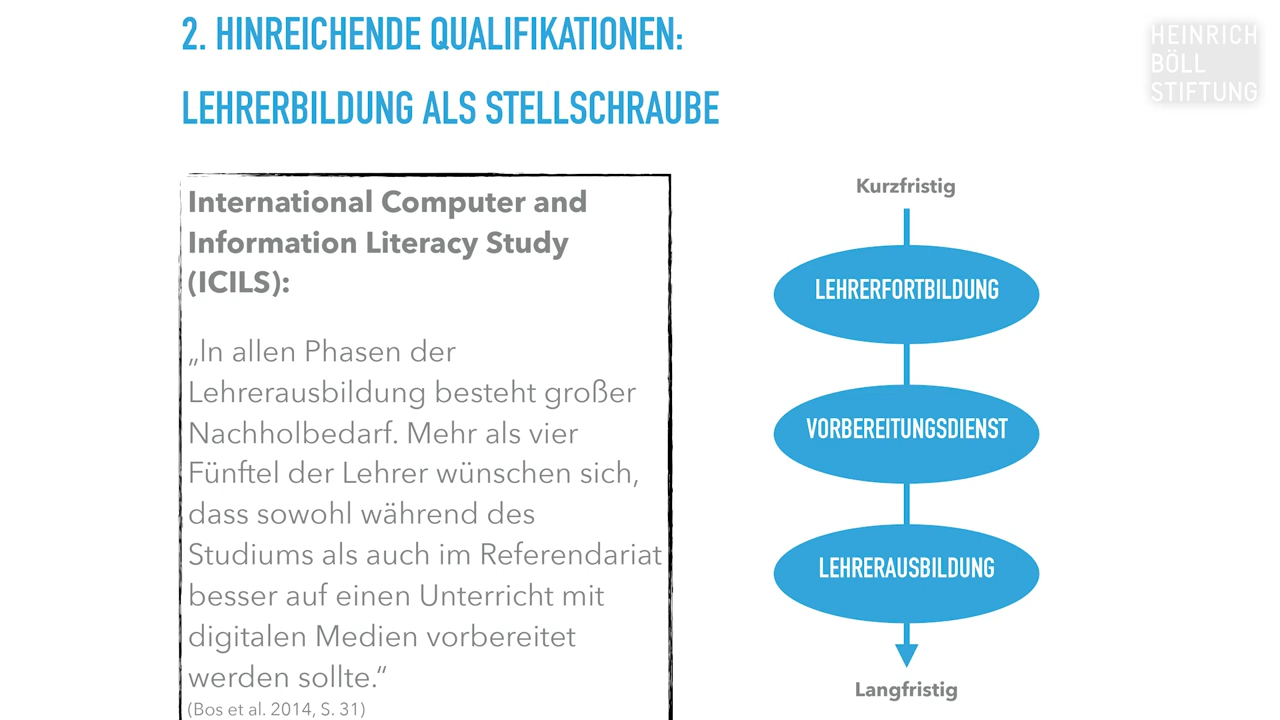 2. HINREICHENDE QUALIFIKATIONEN:
LEHRERBILDUNG ALS STELLSCHRAUBE
HEINRICH
BÖLL
STIFTUNG
International Computer and
Information Literacy Study
(ICILS):
„In allen Phasen der
Lehrerausbildung besteht großer
Nachholbedarf. Mehr als vier
Fünftel der Lehrer wünschen sich,
dass sowohl während des
Studiums als auch im Referendariat
besser auf einen Unterricht mit
digitalen Medien vorbereitet
werden sollte.“
(Bos et al. 2014, S. 31)
Kurzfristig
LEHRERFORTBILDUNG
VORBEREITUNGSDIENST
LEHRERAUSBILDUNG
Langfristig